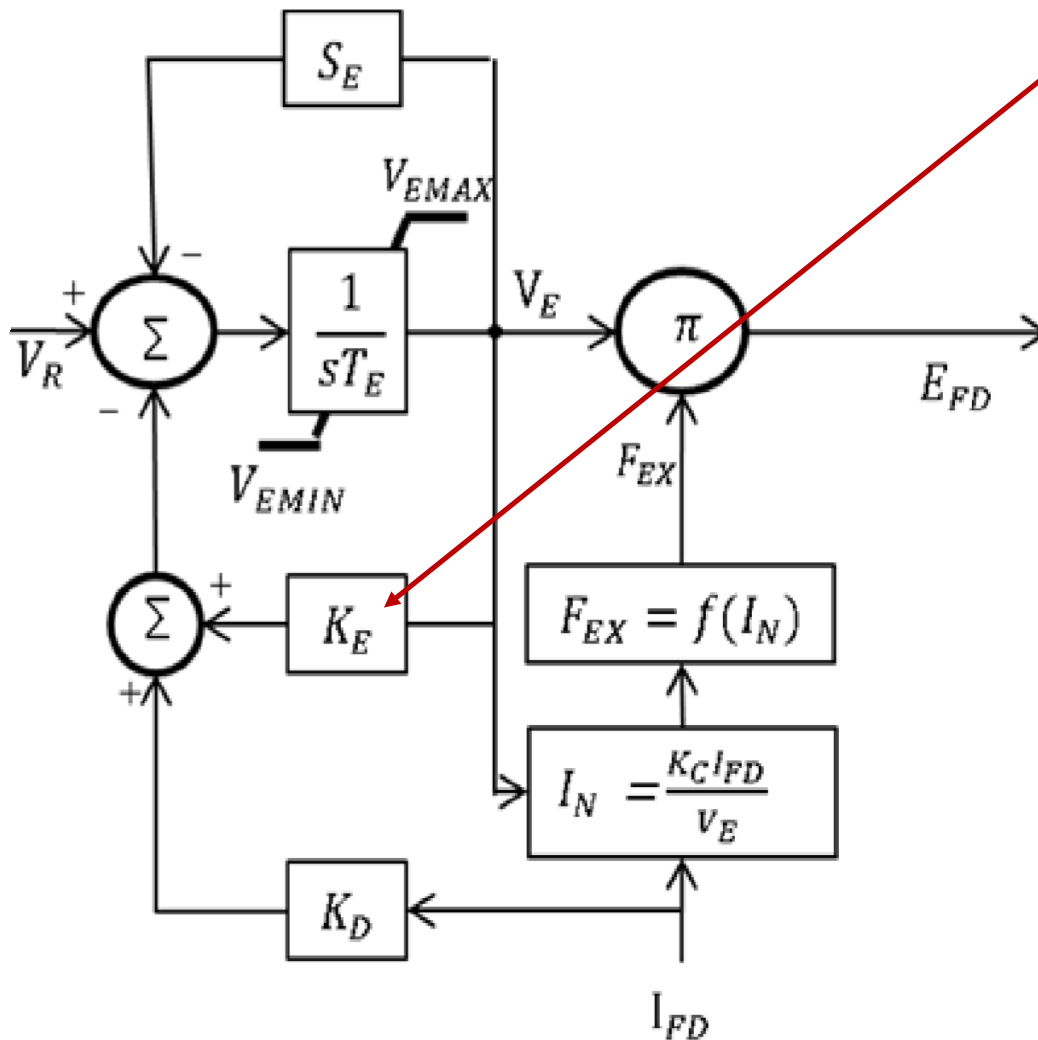 S_E
V_EMAX
−
+
Σ
1/(sT_E)
V_E
π
V_R
−
E_FD
V_EMIN
F_EX
+
Σ
K_E
F_EX = f(I_N)
+
I_N = K_C I_FD / v_E
K_D
I_FD